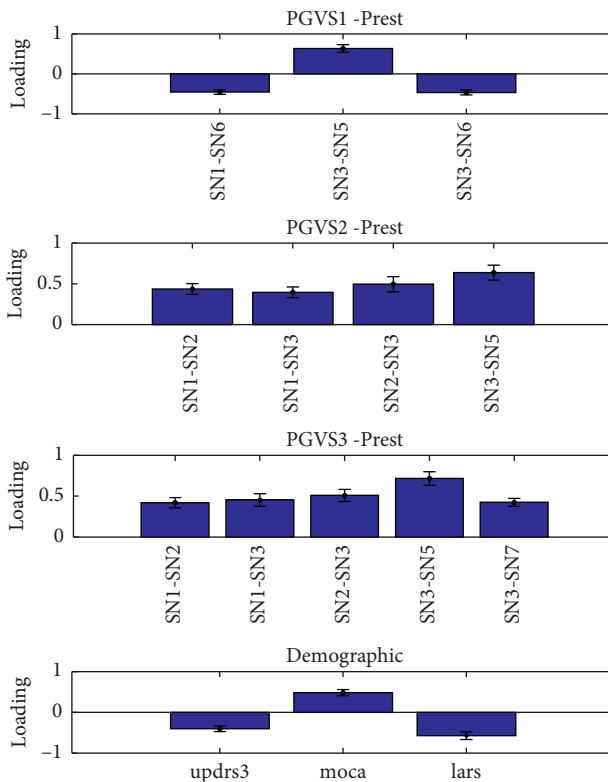 PGVS1 -Prest
Loading
1
0
−1
SN1-SN6
SN3-SN5
SN3-SN6
PGVS2 -Prest
Loading
1
0.5
0
SN1-SN2
SN1-SN3
SN2-SN3
SN3-SN5
PGVS3 -Prest
Loading
1
0.5
0
SN1-SN2
SN1-SN3
SN2-SN3
SN3-SN5
SN3-SN7
Demographic
Loading
1
0
−1
updrs3
moca
lars